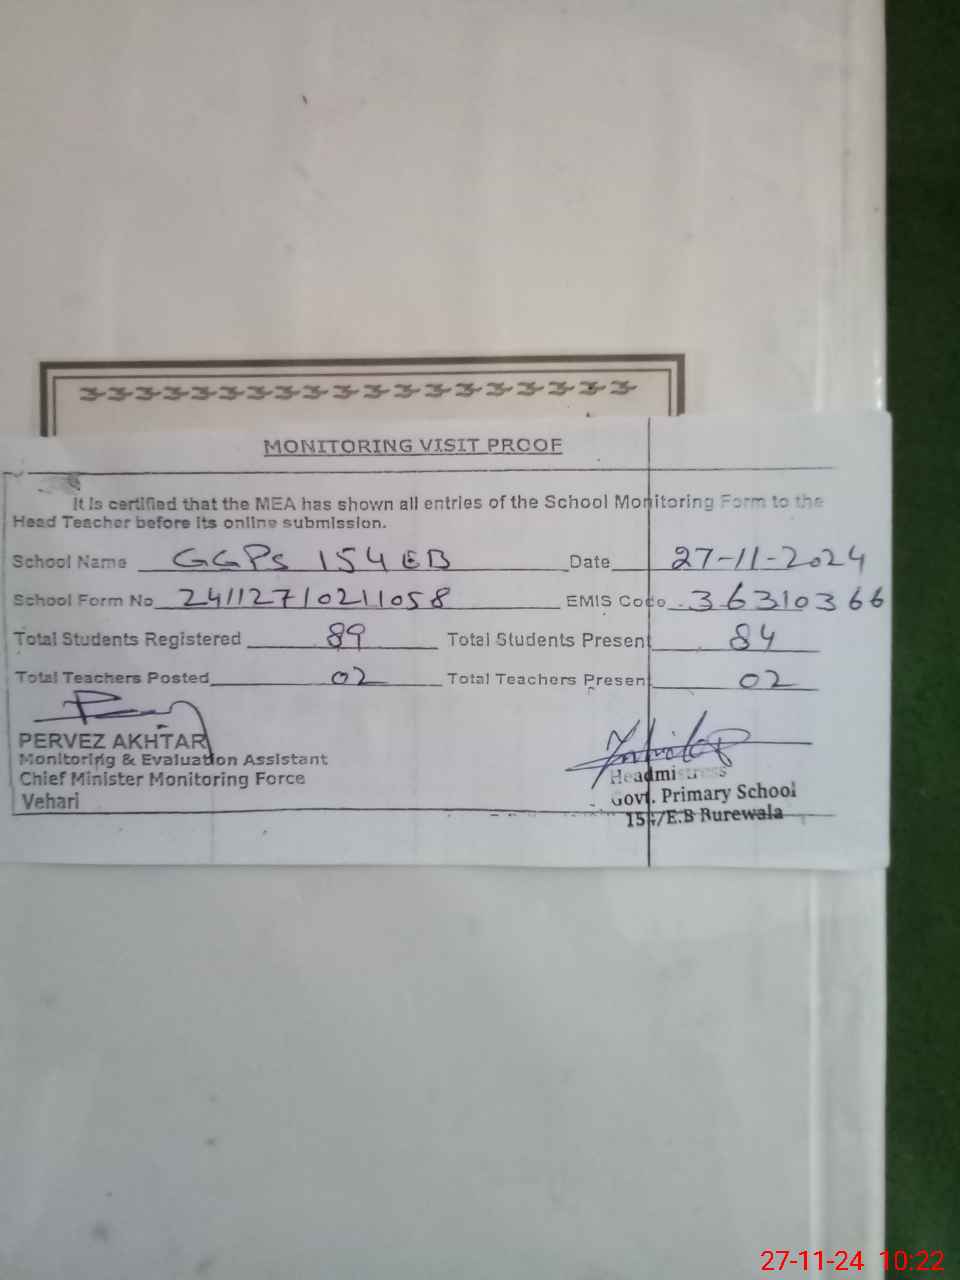 MONITORING VISIT PROOF
It is certified that the MEA has shown all entries of the School Monitoring Form to the
Head Teacher before its online submission.
School Name GGPS 154 EB Date 27-11-2024
School Form No 24112710211058 EMIS Code 36310366
Total Students Registered 89 Total Students Present 84
Total Teachers Posted 02 Total Teachers Present 02
PERVEZ AKHTAR
Monitoring & Evaluation Assistant
Chief Minister Monitoring Force
Vehari
Headmistress
Govt. Primary School
154/E.B Burewala
27-11-24 10:22